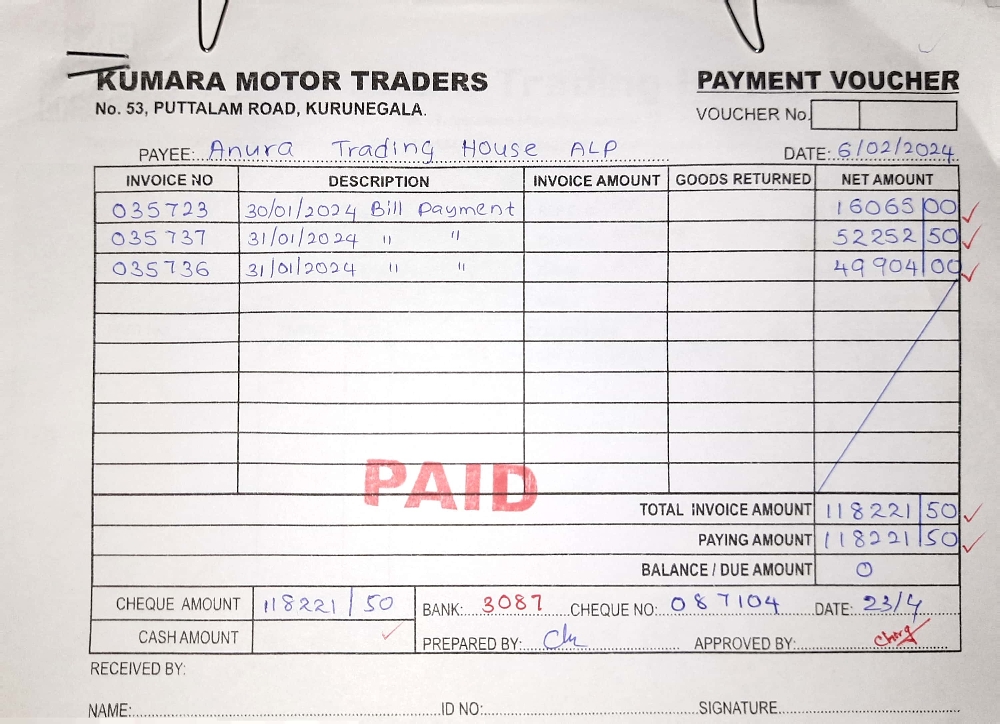 KUMARA MOTOR TRADERS PAYMENT VOUCHER
No. 53, PUTTALAM ROAD, KURUNEGALA. VOUCHER No.
PAYEE: Anura Trading House ALP DATE: 6/02/2024
INVOICE NO DESCRIPTION INVOICE AMOUNT GOODS RETURNED NET AMOUNT
035723 30/01/2024 Bill Payment 16065 00
035737 31/01/2024 " " 52252 50
035736 31/01/2024 " " 49904 00
PAID
TOTAL INVOICE AMOUNT 118221 50
PAYING AMOUNT 118221 50
BALANCE / DUE AMOUNT 0
CHEQUE AMOUNT 118221 / 50 BANK: 3087 CHEQUE NO: 087104 DATE: 23/4
CASH AMOUNT PREPARED BY: APPROVED BY:
RECEIVED BY:
NAME: ID NO: SIGNATURE